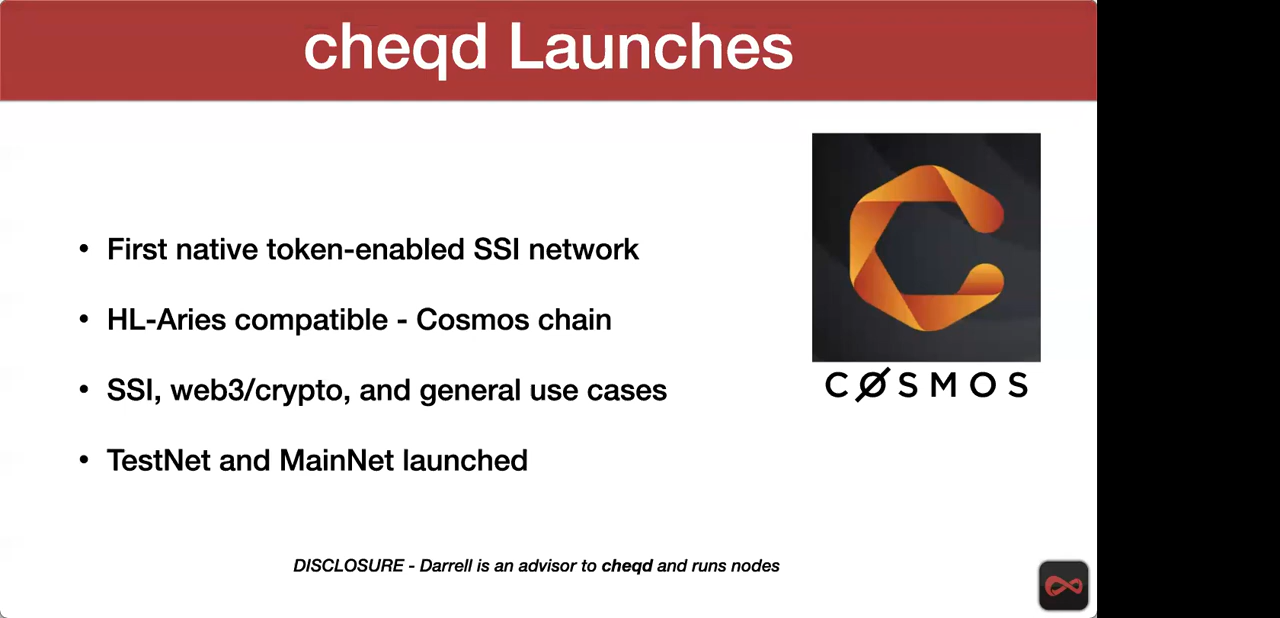 cheqd Launches
• First native token-enabled SSI network
• HL-Aries compatible - Cosmos chain
• SSI, web3/crypto, and general use cases
• TestNet and MainNet launched
CØSMOS
DISCLOSURE - Darrell is an advisor to cheqd and runs nodes